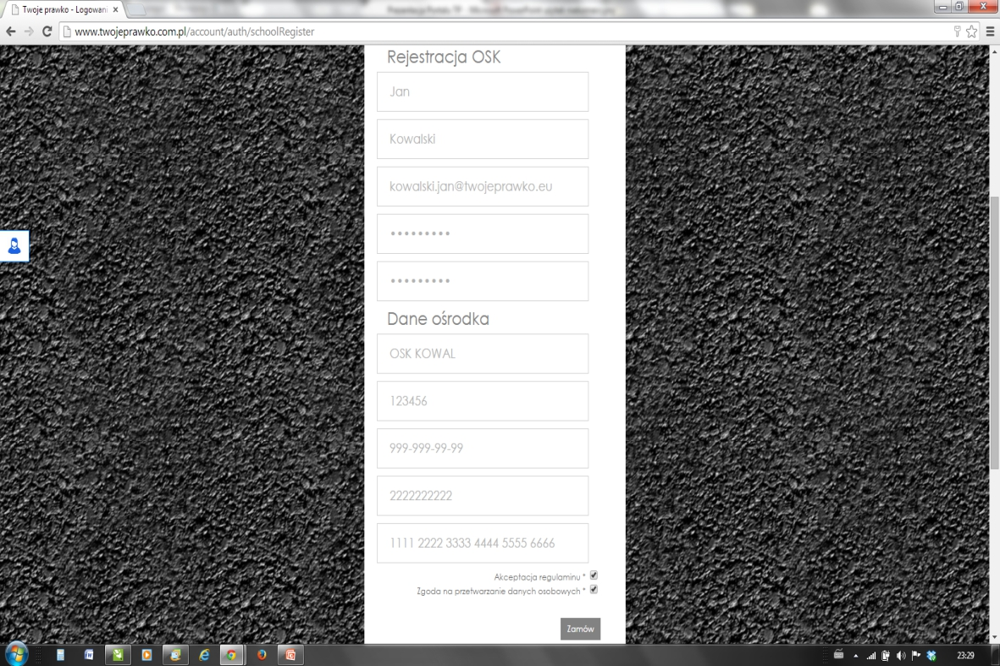 Twoje prawko - Logowani
www.twojeprawko.com.pl/account/auth/schoolRegister
Rejestracja OSK
Jan
Kowalski
kowalski.jan@twojeprawko.eu
•••••••••
•••••••••
Dane ośrodka
OSK KOWAL
123456
999-999-99-99
2222222222
1111 2222 3333 4444 5555 6666
Akceptacja regulaminu *
Zgoda na przetwarzanie danych osobowych *
Zamów
23:29